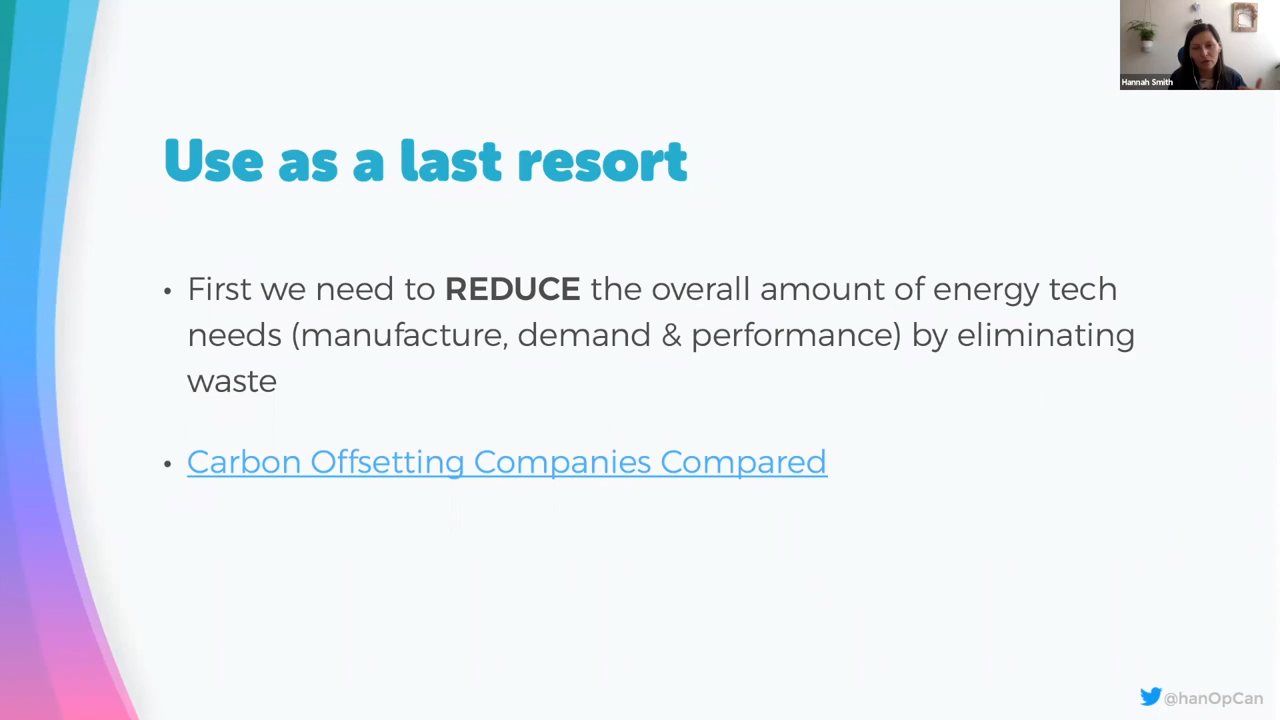 Hannah Smith
Use as a last resort
• First we need to REDUCE the overall amount of energy tech
needs (manufacture, demand & performance) by eliminating
waste
• Carbon Offsetting Companies Compared
@hanOpCan